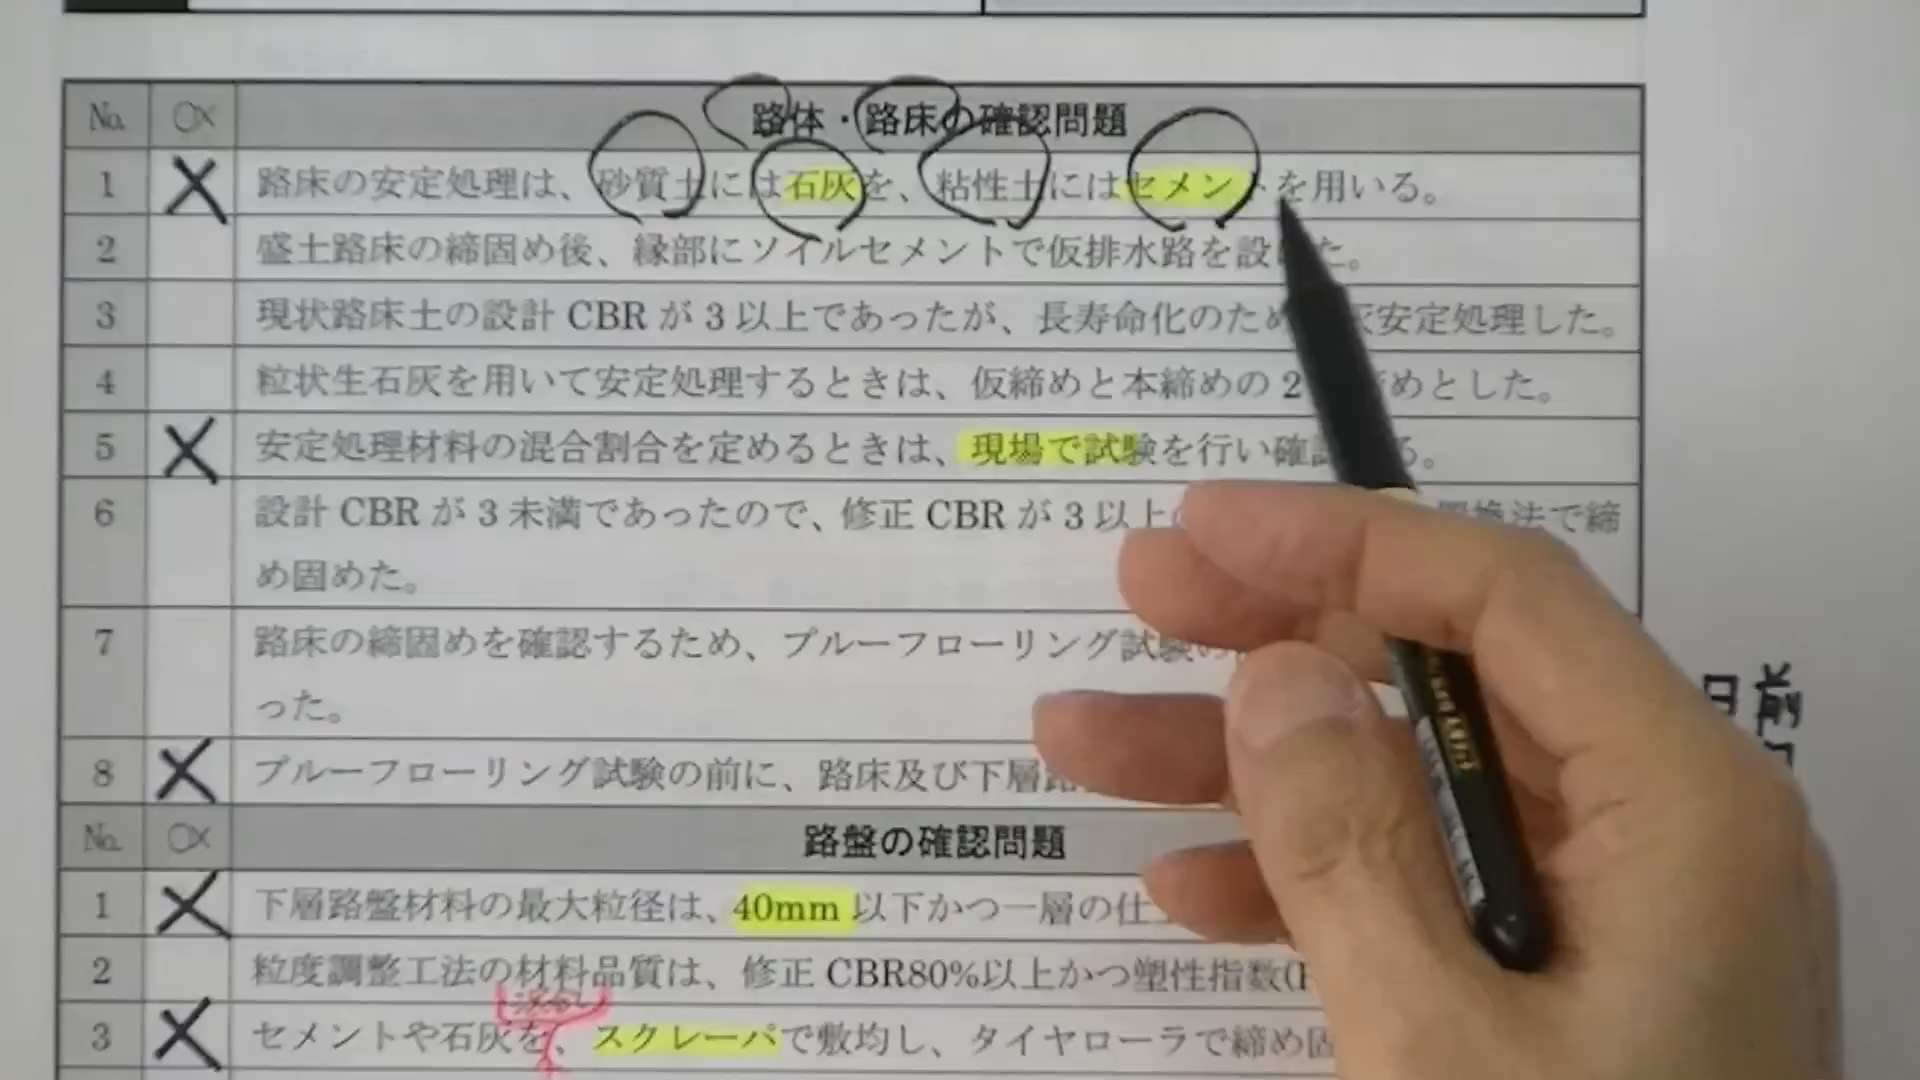 No. ○× 路体・路床の確認問題
1 × 路床の安定処理は、砂質土には石灰を、粘性土にはセメントを用いる。
2 盛土路床の締固め後、縁部にソイルセメントで仮排水路を設 た。
3 現状路床土の設計 CBR が 3 以上であったが、長寿命化のため 灰安定処理した。
4 粒状生石灰を用いて安定処理するときは、仮締めと本締めの 2 締めとした。
5 × 安定処理材料の混合割合を定めるときは、現場で試験を行い確認 る。
6 設計 CBR が 3 未満であったので、修正 CBR が 3 以上の 置換法で締
め固めた。
7 路床の締固めを確認するため、プルーフローリング試験の
った。
8 × プルーフローリング試験の前に、路床及び下層路
No. ○× 路盤の確認問題
1 × 下層路盤材料の最大粒径は、40mm 以下かつ一層の仕上
2 粒度調整工法の材料品質は、修正 CBR80%以上かつ塑性指数(P
3 × セメントや石灰を、スクレーパで敷均し、タイヤローラで締め固
日前